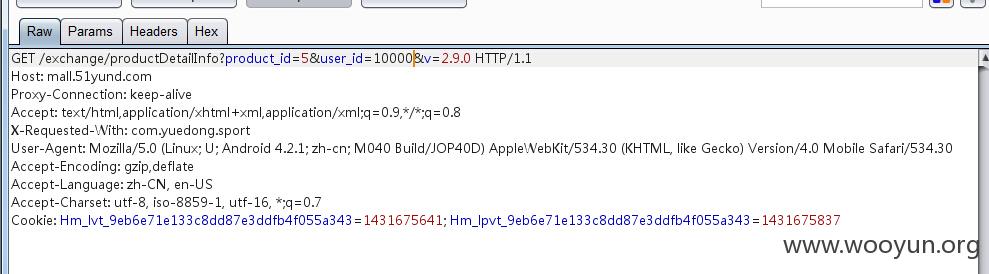 Raw Params Headers Hex
GET /exchange/productDetailInfo?product_id=5&user_id=10000&v=2.9.0 HTTP/1.1
Host: mall.51yund.com
Proxy-Connection: keep-alive
Accept: text/html,application/xhtml+xml,application/xml;q=0.9,*/*;q=0.8
X-Requested-With: com.yuedong.sport
User-Agent: Mozilla/5.0 (Linux; U; Android 4.2.1; zh-cn; M040 Build/JOP40D) AppleWebKit/534.30 (KHTML, like Gecko) Version/4.0 Mobile Safari/534.30
Accept-Encoding: gzip,deflate
Accept-Language: zh-CN, en-US
Accept-Charset: utf-8, iso-8859-1, utf-16, *;q=0.7
Cookie: Hm_lvt_9eb6e71e133c8dd87e3ddfb4f055a343=1431675641; Hm_lpvt_9eb6e71e133c8dd87e3ddfb4f055a343=1431675837
www.wooyun.org